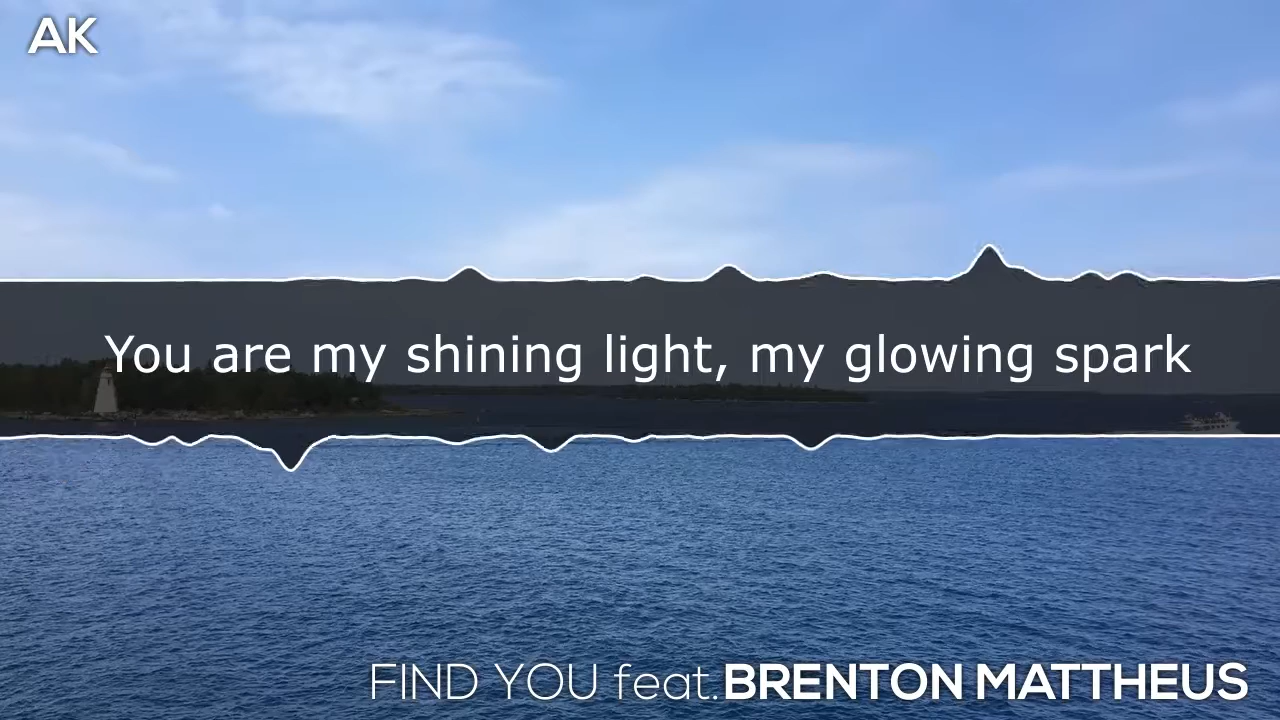 AK
You are my shining light, my glowing spark
FIND YOU feat. BRENTON MATTHEUS